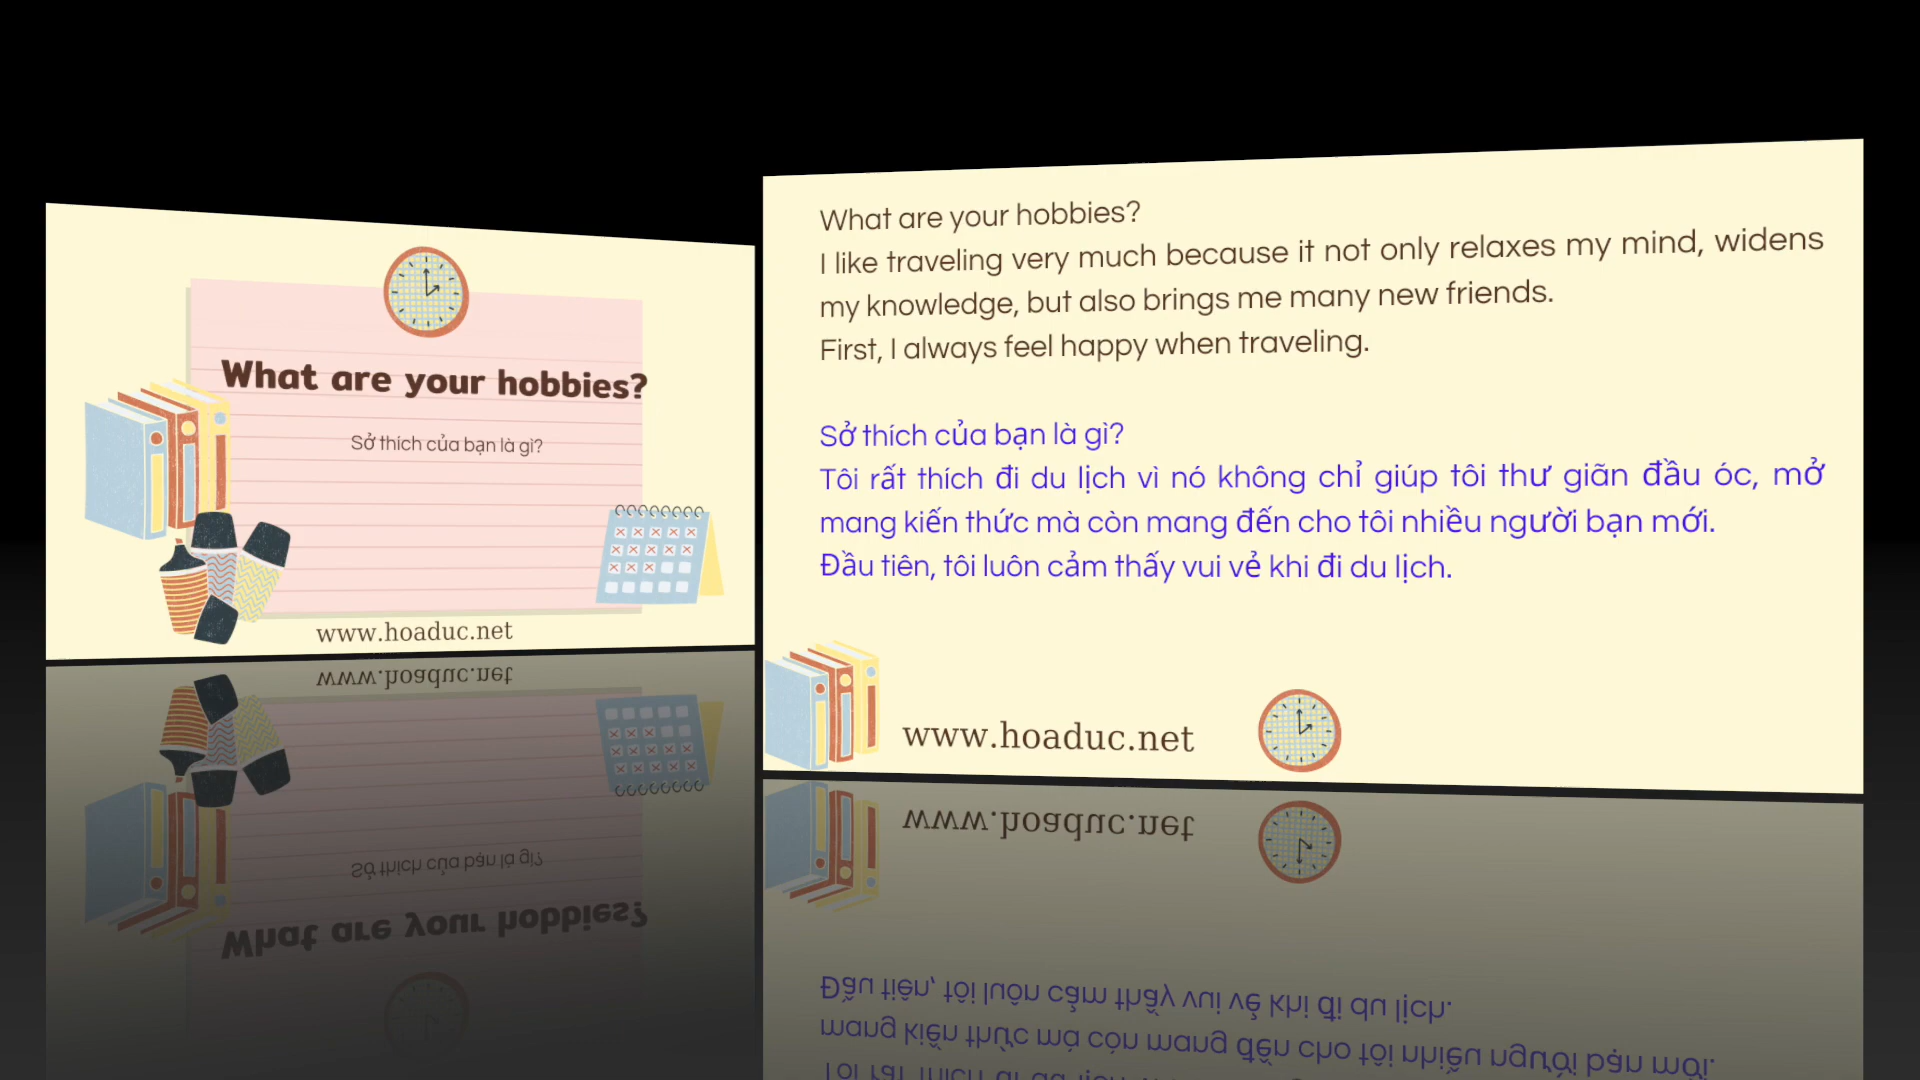 What are your hobbies?
Sở thích của bạn là gì?
www.hoaduc.net
What are your hobbies?
I like traveling very much because it not only relaxes my mind, widens
my knowledge, but also brings me many new friends.
First, I always feel happy when traveling.
Sở thích của bạn là gì?
Tôi rất thích đi du lịch vì nó không chỉ giúp tôi thư giãn đầu óc, mở
mang kiến thức mà còn mang đến cho tôi nhiều người bạn mới.
Đầu tiên, tôi luôn cảm thấy vui vẻ khi đi du lịch.
www.hoaduc.net